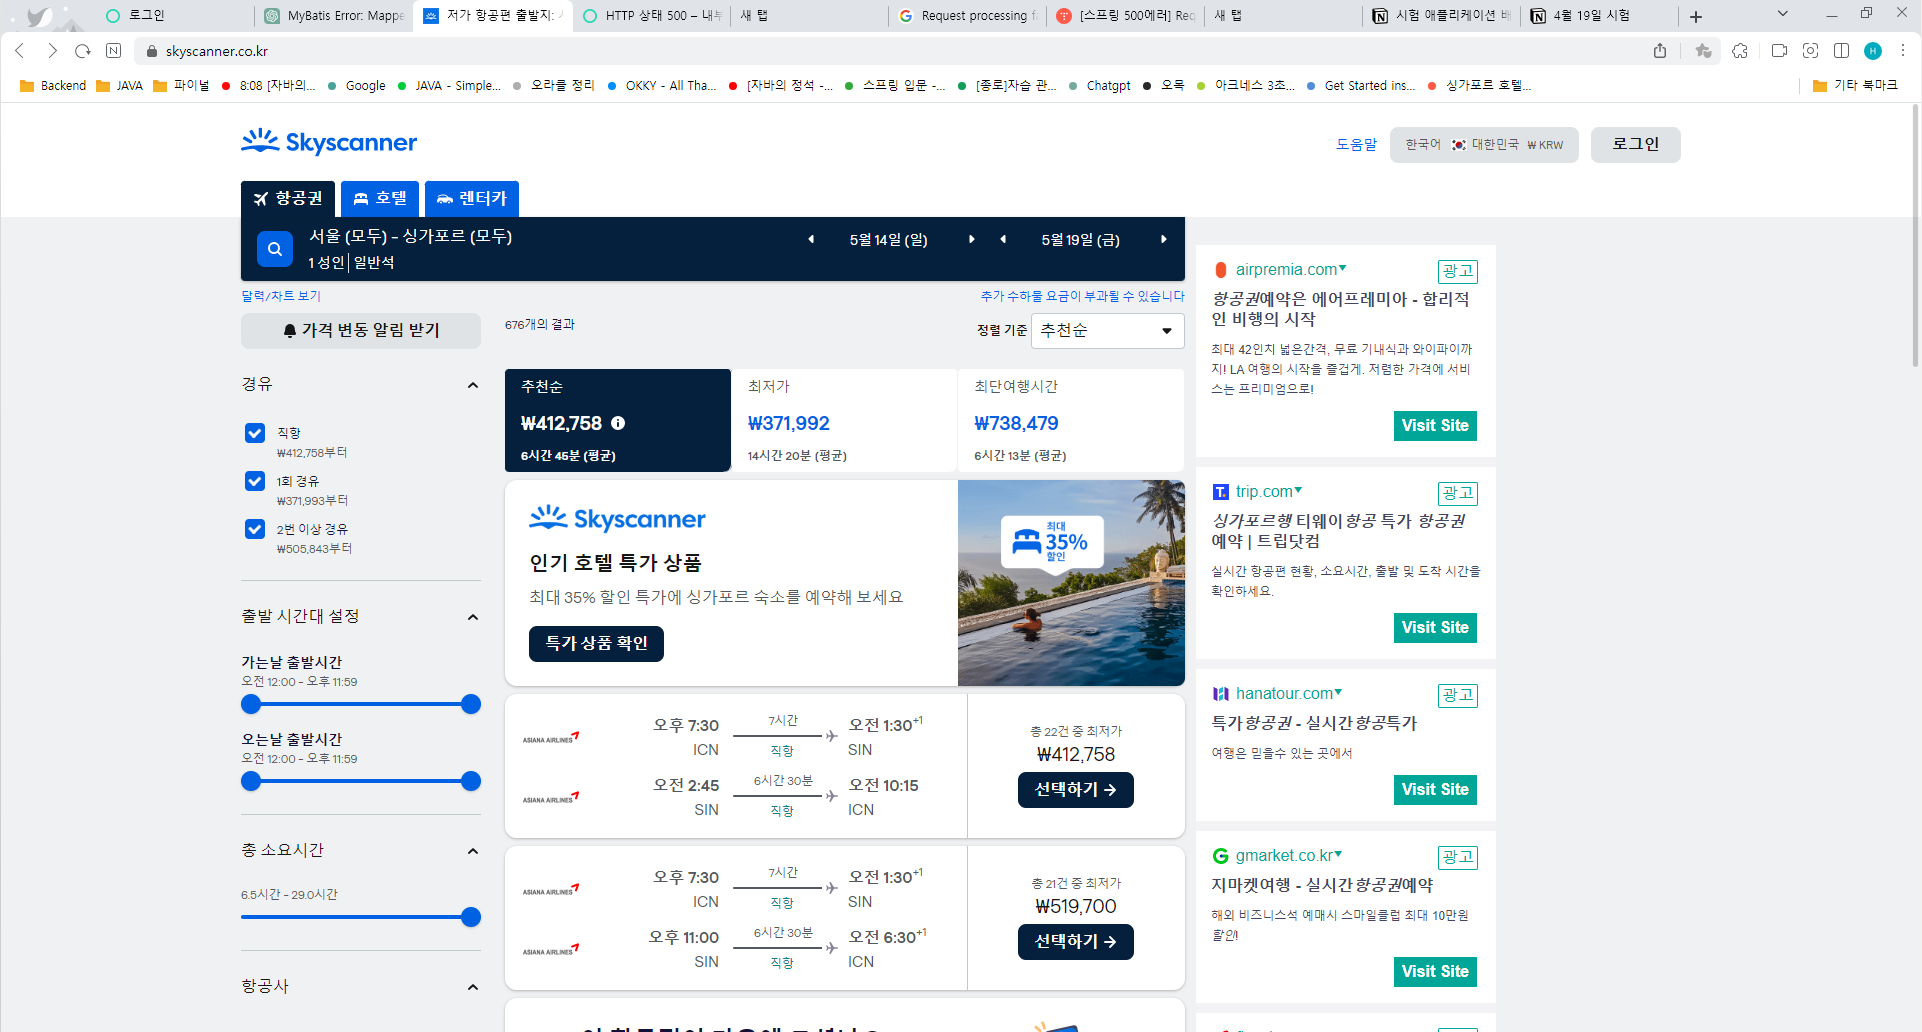 로그인
MyBatis Error: Mappe
저가 항공편 출발지: 서
HTTP 상태 500 – 내부
새 탭
Request processing f
[스프링 500에러] Rec
새 탭
시험 애플리케이션 배
4월 19일 시험
skyscanner.co.kr
H
Backend
JAVA
파이널
8:08 [자바의...
Google
JAVA - Simple...
오라클 정리
OKKY - All Tha...
[자바의 정석 -...
스프링 입문 -...
[종로]자습 관...
Chatgpt
오목
아크네스 3초...
Get Started ins...
싱가포르 호텔...
기타 북마크
Skyscanner
도움말
한국어 대한민국 ₩ KRW
로그인
항공권
호텔
렌터카
서울 (모두) - 싱가포르 (모두)
1 성인 | 일반석
5월 14일 (일)
5월 19일 (금)
달력/차트 보기
추가 수하물 요금이 부과될 수 있습니다
가격 변동 알림 받기
676개의 결과
정렬 기준
추천순
경유
직항
₩412,758부터
1회 경유
₩371,993부터
2번 이상 경유
₩505,843부터
출발 시간대 설정
가는날 출발시간
오전 12:00 - 오후 11:59
오는날 출발시간
오전 12:00 - 오후 11:59
총 소요시간
6.5시간 - 29.0시간
항공사
추천순
₩412,758
6시간 45분 (평균)
최저가
₩371,992
14시간 20분 (평균)
최단여행시간
₩738,479
6시간 13분 (평균)
Skyscanner
인기 호텔 특가 상품
최대 35% 할인 특가에 싱가포르 숙소를 예약해 보세요
특가 상품 확인
최대
35%
할인
ASIANA AIRLINES
오후 7:30
ICN
7시간
직항
오전 1:30+1
SIN
ASIANA AIRLINES
오전 2:45
SIN
6시간 30분
직항
오전 10:15
ICN
총 22건 중 최저가
₩412,758
선택하기 →
ASIANA AIRLINES
오후 7:30
ICN
7시간
직항
오전 1:30+1
SIN
ASIANA AIRLINES
오후 11:00
SIN
6시간 30분
직항
오전 6:30+1
ICN
총 21건 중 최저가
₩519,700
선택하기 →
airpremia.com
광고
항공권예약은 에어프레미아 - 합리적
인 비행의 시작
최대 42인치 넓은간격, 무료 기내식과 와이파이까
지! LA 여행의 시작을 즐겁게. 저렴한 가격에 서비
스는 프리미엄으로!
Visit Site
trip.com
광고
싱가포르행 티웨이항공 특가 항공권
예약 | 트립닷컴
실시간 항공편 현황, 소요시간, 출발 및 도착 시간을
확인하세요.
Visit Site
hanatour.com
광고
특가항공권 - 실시간항공특가
여행은 믿을수 있는 곳에서
Visit Site
gmarket.co.kr
광고
지마켓여행 - 실시간항공권예약
해외 비즈니스석 예매시 스마일클럽 최대 10만원
할인!
Visit Site